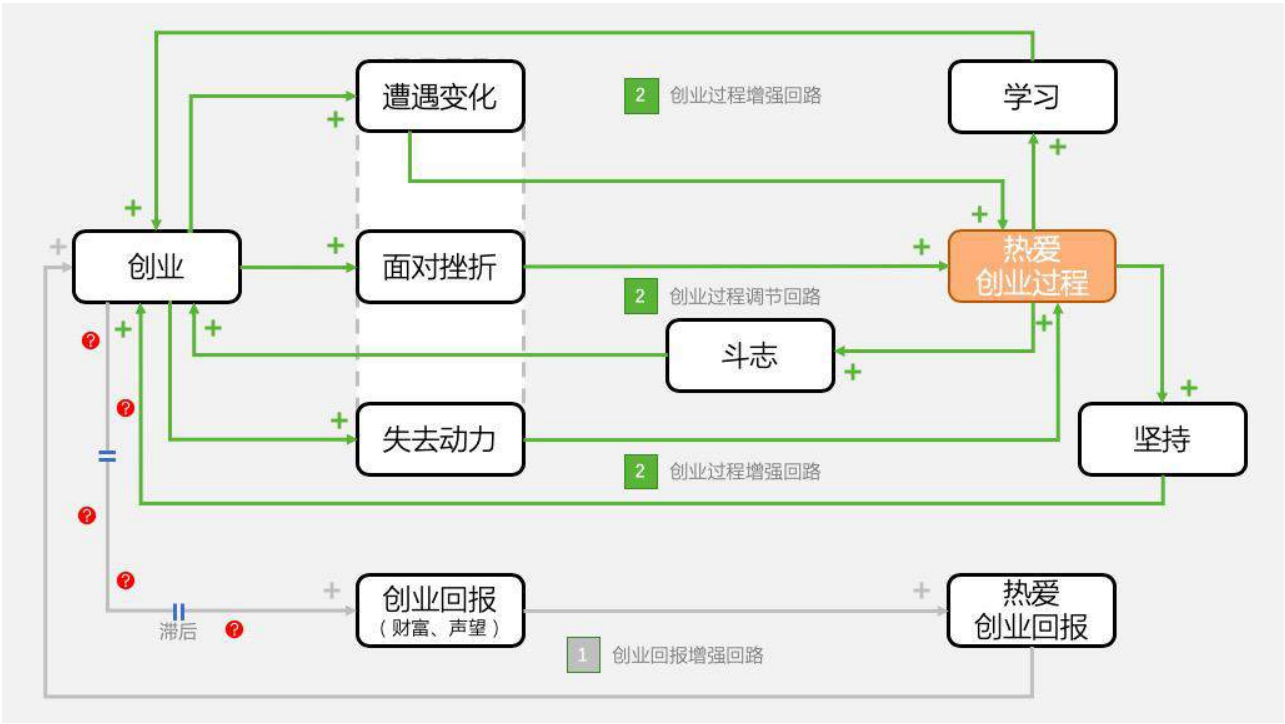 遭遇变化
2 创业过程增强回路
学习
+
+
+
+
+
创业
+
面对挫折
+
热爱
创业过程
2 创业过程调节回路
?
+
+
斗志
+
+
?
+
失去动力
+
坚持
2 创业过程增强回路
?
?
+
创业回报
(财富、声望)
+
热爱
创业回报
滞后
?
1 创业回报增强回路